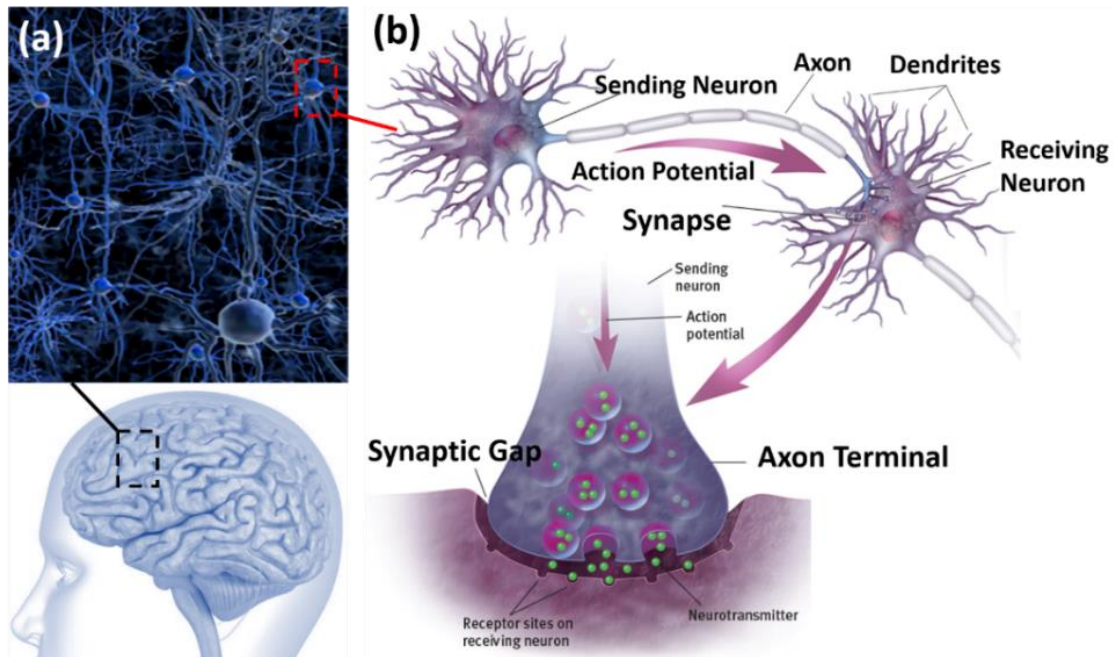 (a)
(b)
Sending Neuron
Axon
Dendrites
Action Potential
Receiving
Neuron
Synapse
Sending
neuron
Action
potential
Synaptic Gap
Axon Terminal
Receptor sites on
receiving neuron
Neurotransmitter